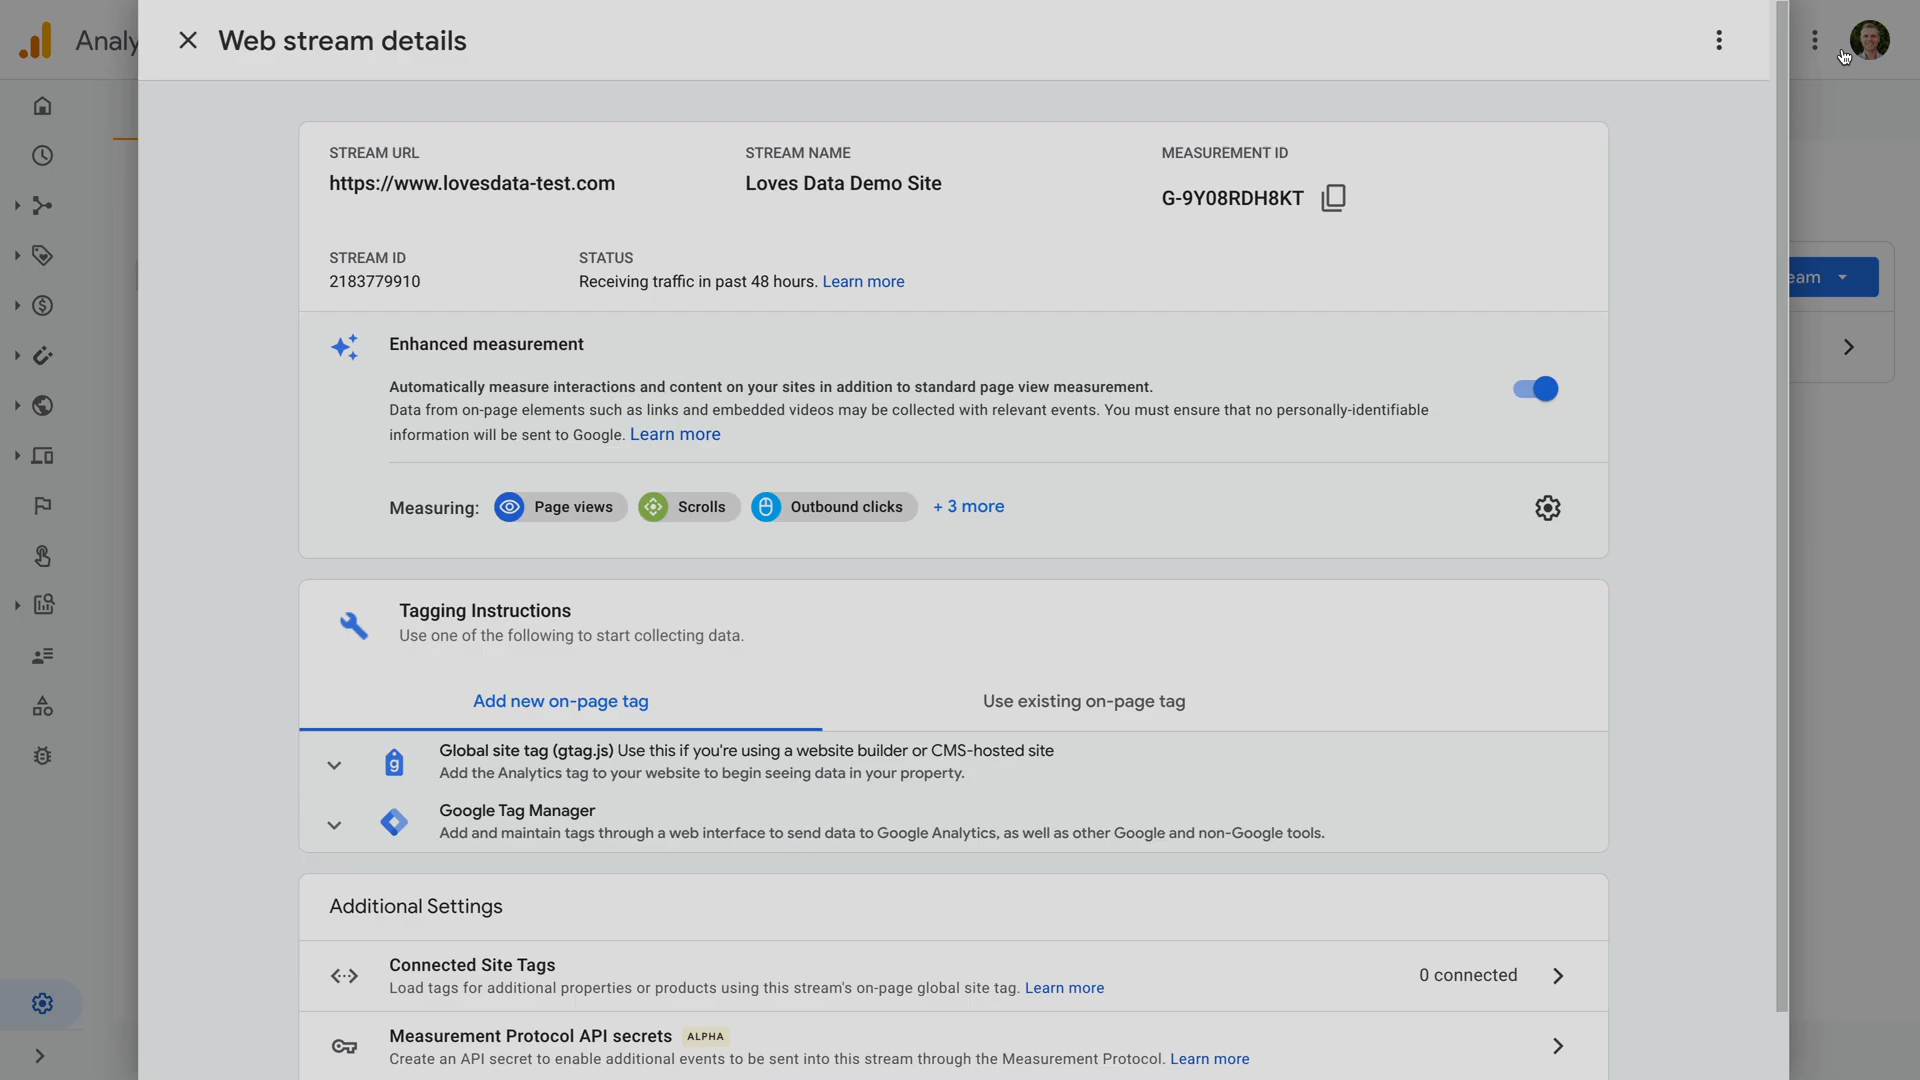 Analy
Web stream details
STREAM URL
https://www.lovesdata-test.com
STREAM NAME
Loves Data Demo Site
MEASUREMENT ID
G-9Y08RDH8KT
STREAM ID
2183779910
STATUS
Receiving traffic in past 48 hours. Learn more
eam
Enhanced measurement
Automatically measure interactions and content on your sites in addition to standard page view measurement.
Data from on-page elements such as links and embedded videos may be collected with relevant events. You must ensure that no personally-identifiable
information will be sent to Google. Learn more
Measuring: Page views Scrolls Outbound clicks + 3 more
Tagging Instructions
Use one of the following to start collecting data.
Add new on-page tag
Use existing on-page tag
g
Global site tag (gtag.js) Use this if you're using a website builder or CMS-hosted site
Add the Analytics tag to your website to begin seeing data in your property.
Google Tag Manager
Add and maintain tags through a web interface to send data to Google Analytics, as well as other Google and non-Google tools.
Additional Settings
Connected Site Tags
Load tags for additional properties or products using this stream's on-page global site tag. Learn more
0 connected
Measurement Protocol API secrets ALPHA
Create an API secret to enable additional events to be sent into this stream through the Measurement Protocol. Learn more